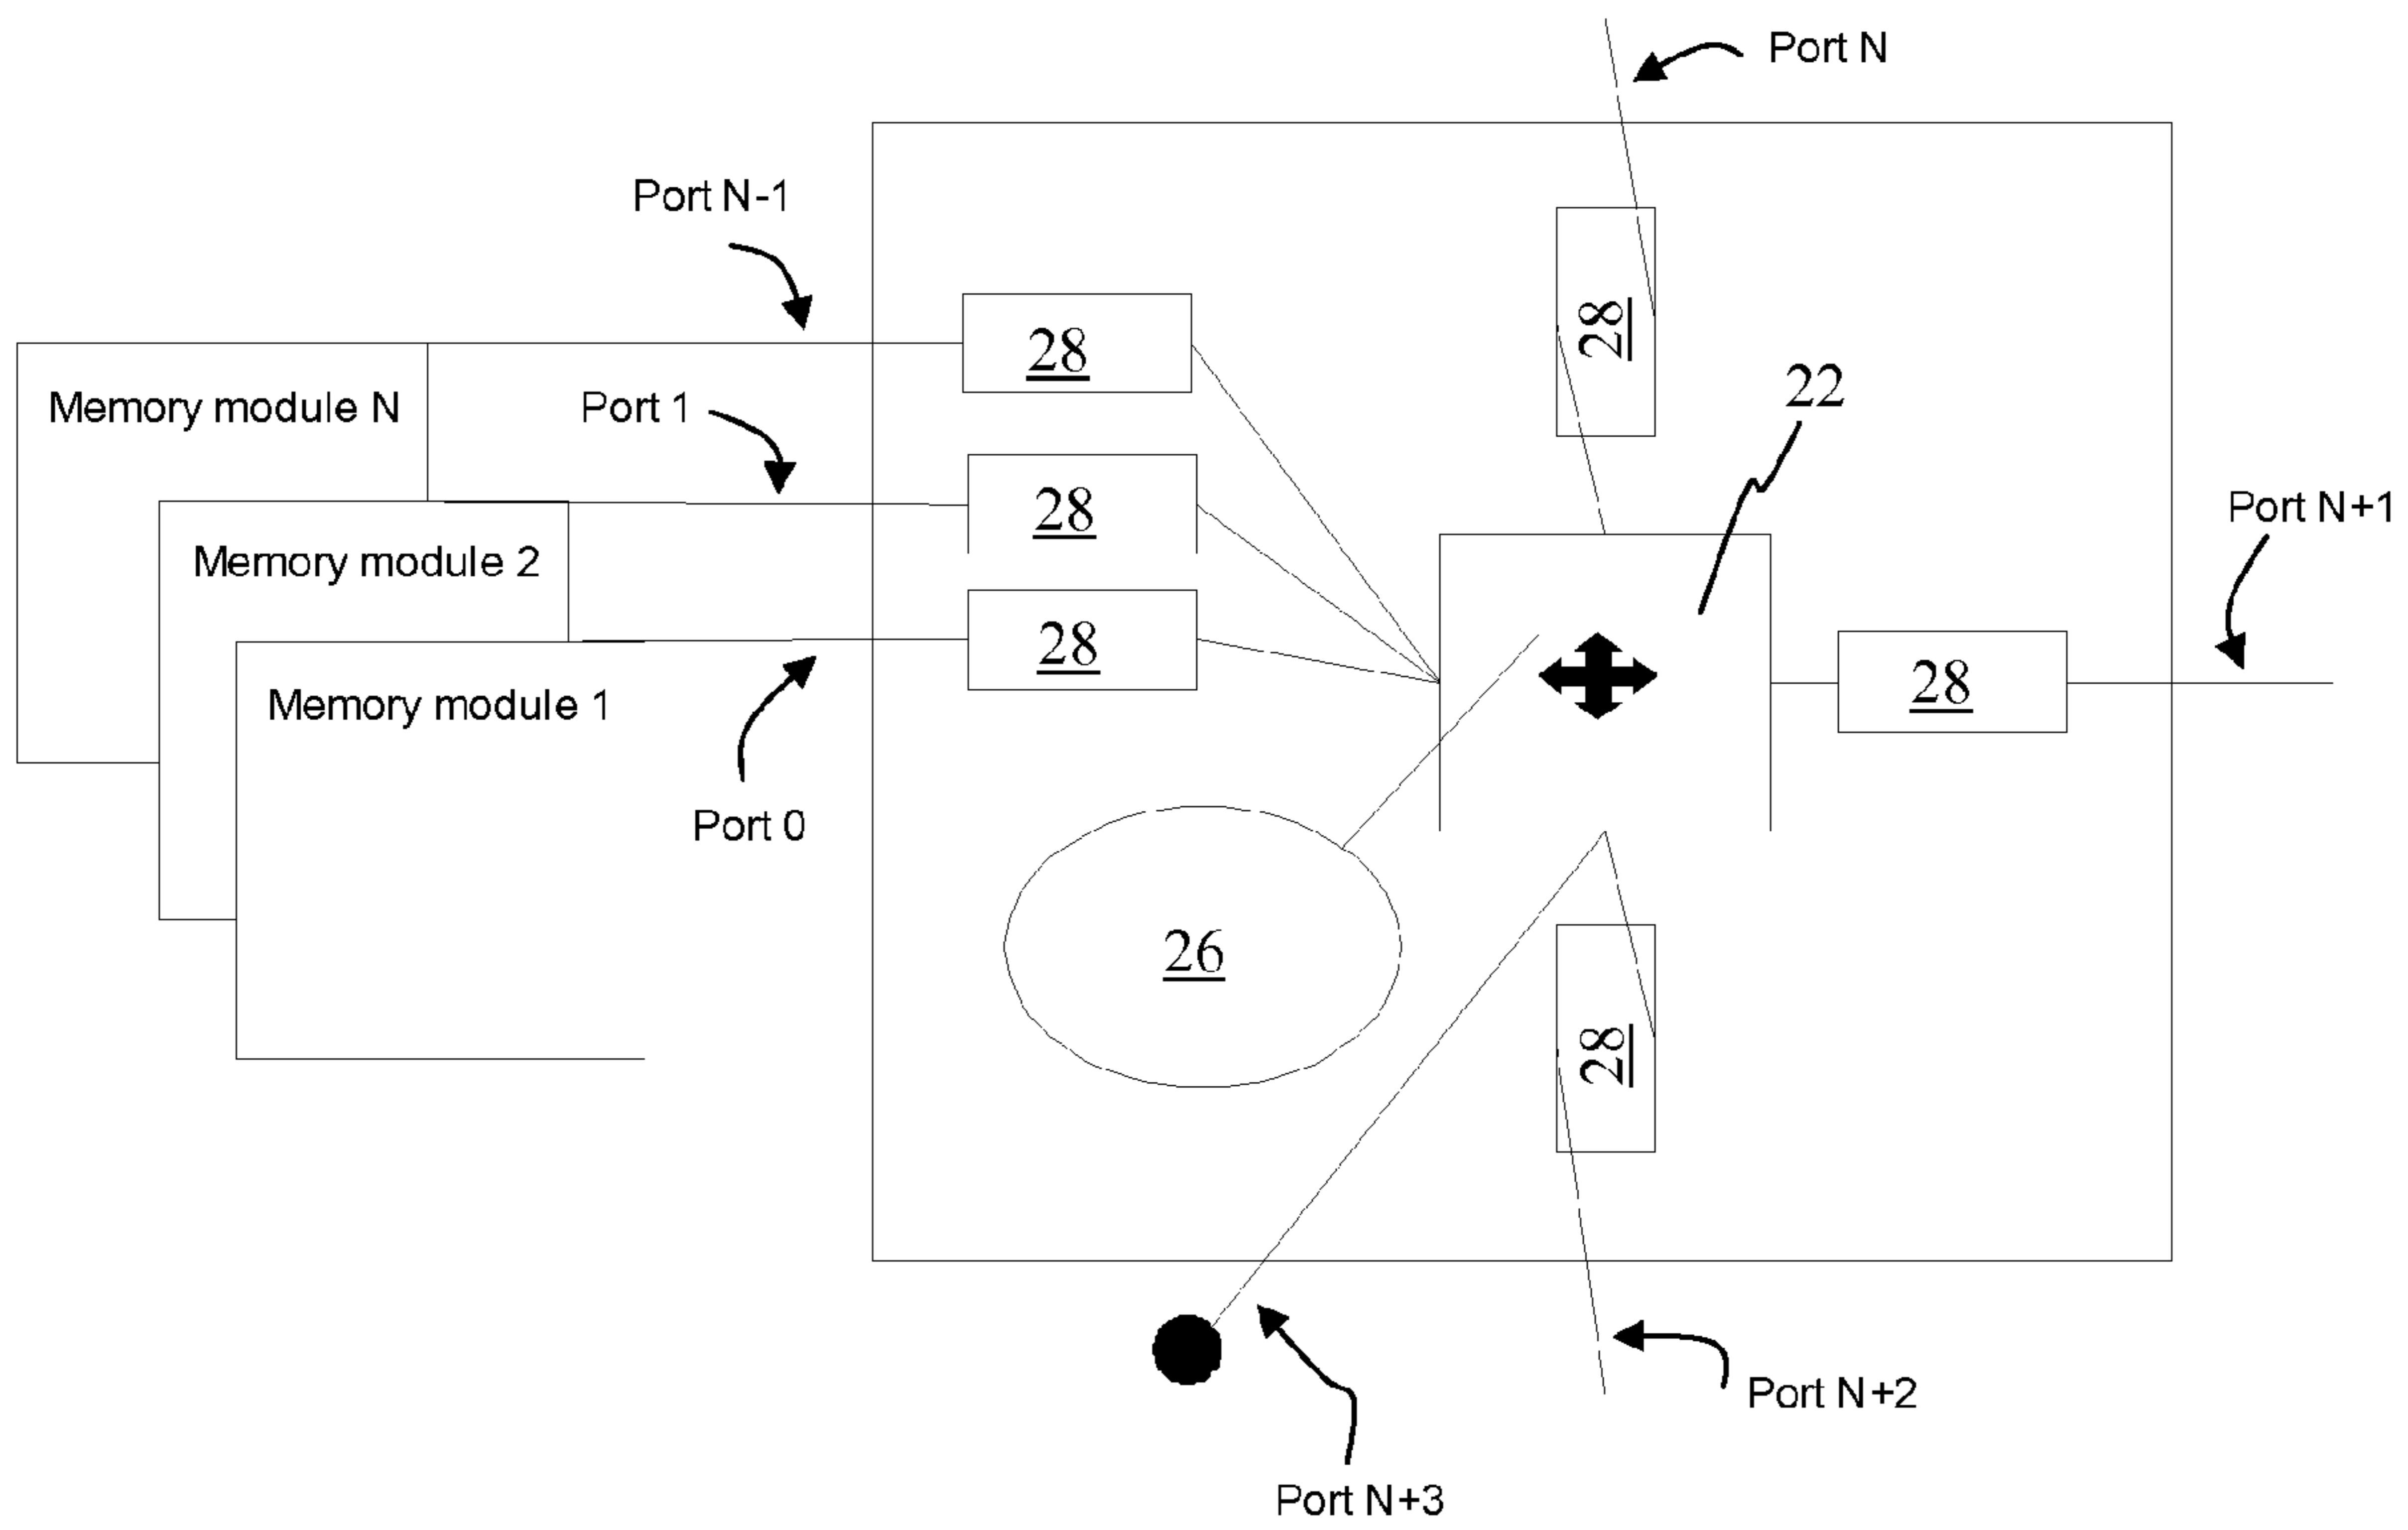 Port N
Port N-1
28
28
Memory module N
Port 1
22
28
Port N+1
Memory module 2
28
28
Memory module 1
Port 0
26
28
Port N+2
Port N+3